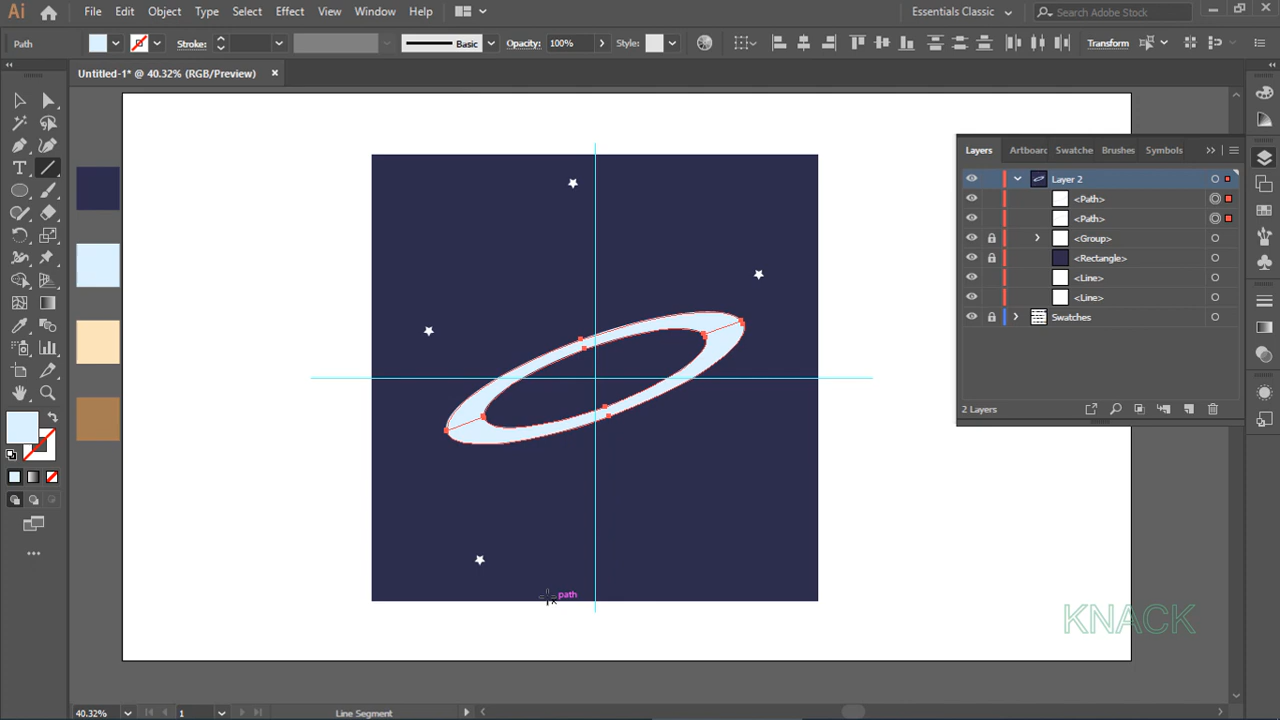 Ai File Edit Object Type Select Effect View Window Help Essentials Classic Search Adobe Stock
Path Stroke: Basic Opacity: 100% Style: Transform
Untitled-1* @ 40.32% (RGB/Preview)
Layers Artboard Swatche Brushes Symbols
Layer 2
<Path>
<Path>
<Group>
<Rectangle>
<Line>
<Line>
Swatches
2 Layers
path
KNACK
40.32% 1 Line Segment